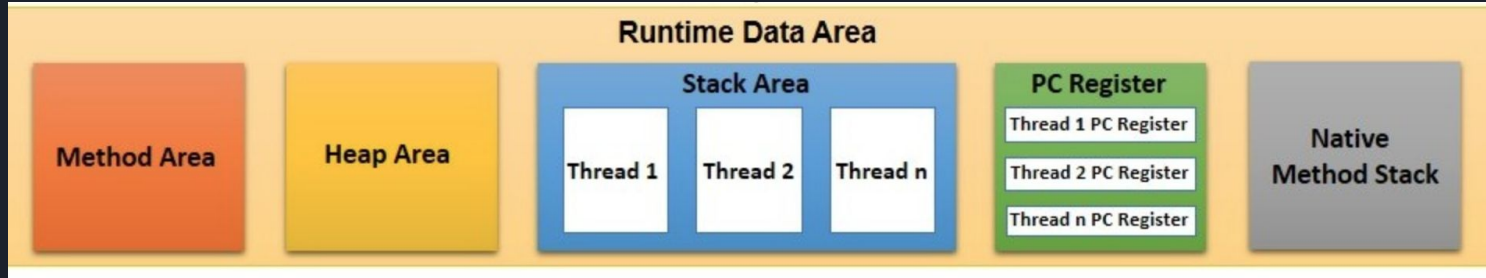 Runtime Data Area
Method Area
Heap Area
Stack Area
Thread 1
Thread 2
Thread n
PC Register
Thread 1 PC Register
Thread 2 PC Register
Thread n PC Register
Native
Method Stack